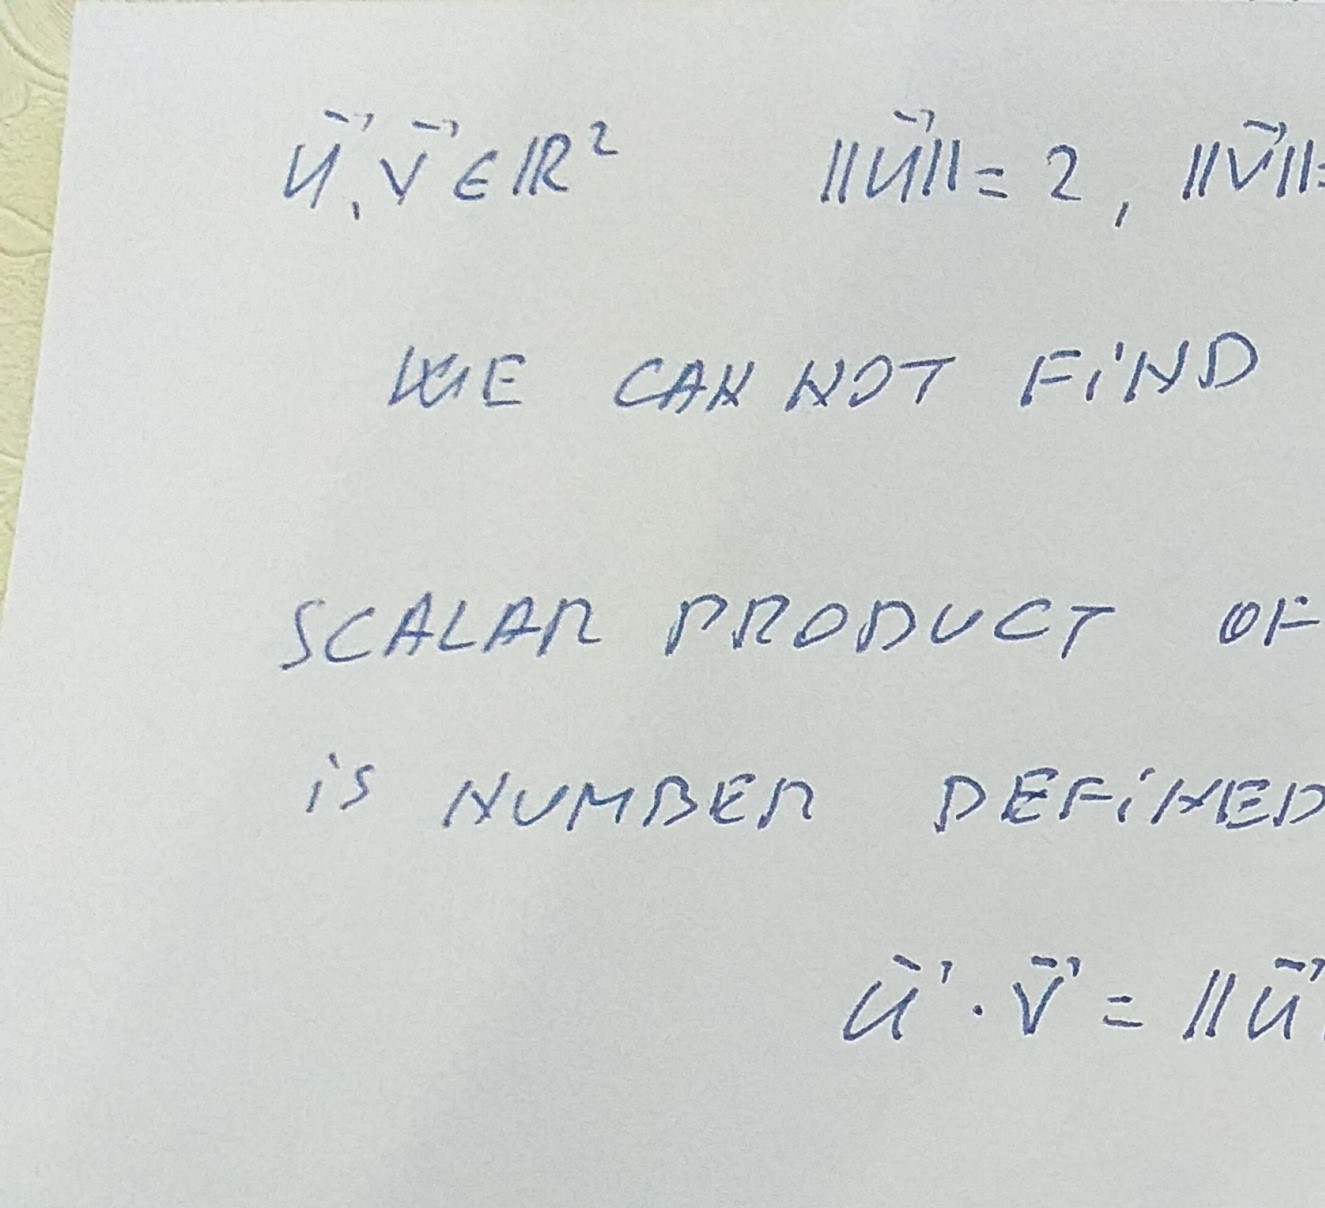 u⃗, v⃗ ∈ ℝ² ||u⃗|| = 2, ||v⃗|| =
WE CAN NOT FIND
SCALAR PRODUCT OF
iS NUMBER DEFiNED
u⃗ · v⃗ = ||u⃗